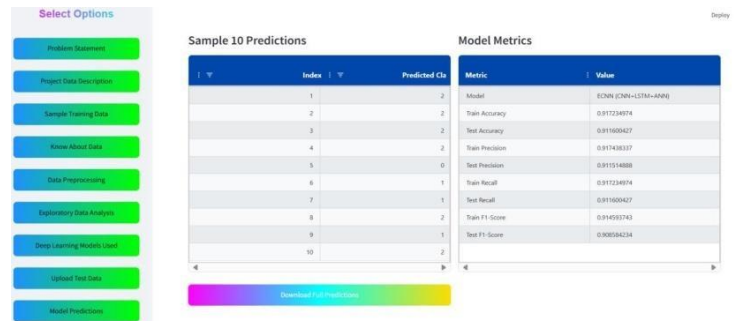 Select Options
Deploy
Problem Statement
Project Data Description
Sample Training Data
Know About Data
Data Preprocessing
Exploratory Data Analysis
Deep Learning Models Used
Upload Test Data
Model Predictions
Sample 10 Predictions
Index Predicted Cla
1 2
2 2
3 2
4 2
5 0
6 1
7 1
8 2
9 1
10 2
Download Full Predictions
Model Metrics
Metric Value
Model ECNN (CNN+LSTM+ANN)
Train Accuracy 0.917234974
Test Accuracy 0.911600427
Train Precision 0.917438337
Test Precision 0.911514888
Train Recall 0.917234974
Test Recall 0.911600427
Train F1-Score 0.914593743
Test F1-Score 0.908584234